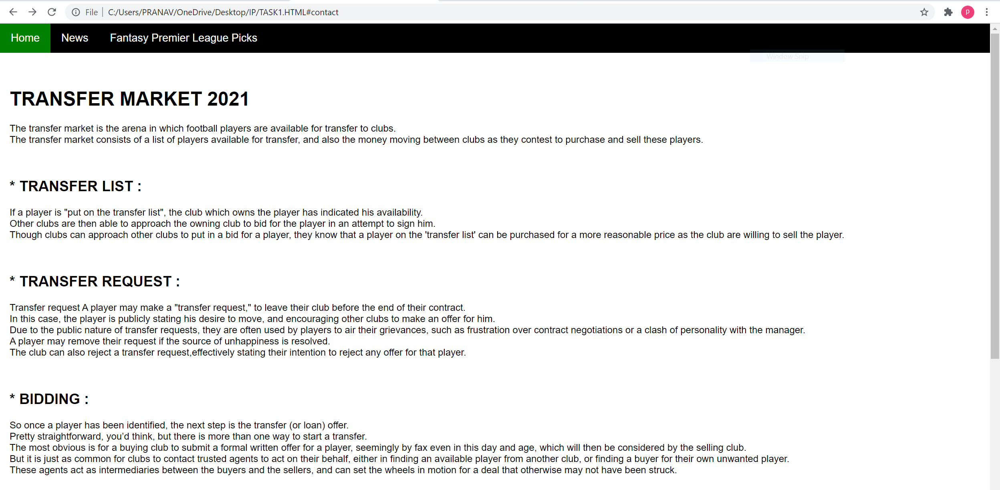 File | C:/Users/PRANAV/OneDrive/Desktop/IP/TASK1.HTML#contact
p
Home News Fantasy Premier League Picks
Window Snip
TRANSFER MARKET 2021
The transfer market is the arena in which football players are available for transfer to clubs.
The transfer market consists of a list of players available for transfer, and also the money moving between clubs as they contest to purchase and sell these players.
* TRANSFER LIST :
If a player is "put on the transfer list", the club which owns the player has indicated his availability.
Other clubs are then able to approach the owning club to bid for the player in an attempt to sign him.
Though clubs can approach other clubs to put in a bid for a player, they know that a player on the 'transfer list' can be purchased for a more reasonable price as the club are willing to sell the player.
* TRANSFER REQUEST :
Transfer request A player may make a "transfer request," to leave their club before the end of their contract.
In this case, the player is publicly stating his desire to move, and encouraging other clubs to make an offer for him.
Due to the public nature of transfer requests, they are often used by players to air their grievances, such as frustration over contract negotiations or a clash of personality with the manager.
A player may remove their request if the source of unhappiness is resolved.
The club can also reject a transfer request,effectively stating their intention to reject any offer for that player.
* BIDDING :
So once a player has been identified, the next step is the transfer (or loan) offer.
Pretty straightforward, you’d think, but there is more than one way to start a transfer.
The most obvious is for a buying club to submit a formal written offer for a player, seemingly by fax even in this day and age, which will then be considered by the selling club.
But it is just as common for clubs to contact trusted agents to act on their behalf, either in finding an available player from another club, or finding a buyer for their own unwanted player.
These agents act as intermediaries between the buyers and the sellers, and can set the wheels in motion for a deal that otherwise may not have been struck.